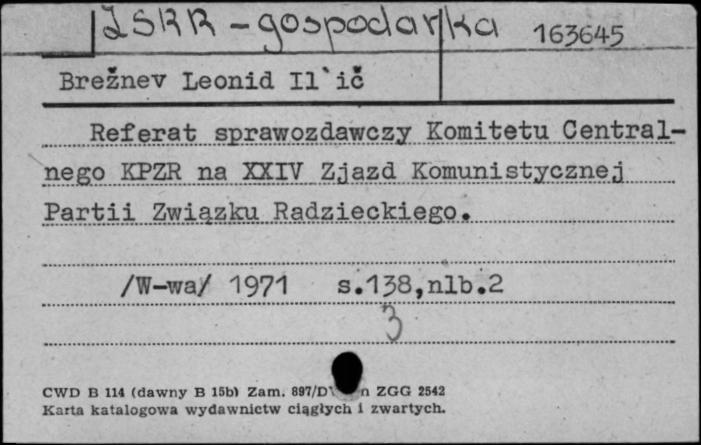 ZSRR - gospodarka 163645
Brežnev Leonid Il`ič
Referat sprawozdawczy Komitetu Central-
nego KPZR na XXIV Zjazd Komunistycznej
Partii Związku Radzieckiego.
/W-wa/ 1971 s.138,nlb.2
3
CWD B 114 (dawny B 15b) Zam. 897/D n ZGG 2542
Karta katalogowa wydawnictw ciągłych i zwartych.